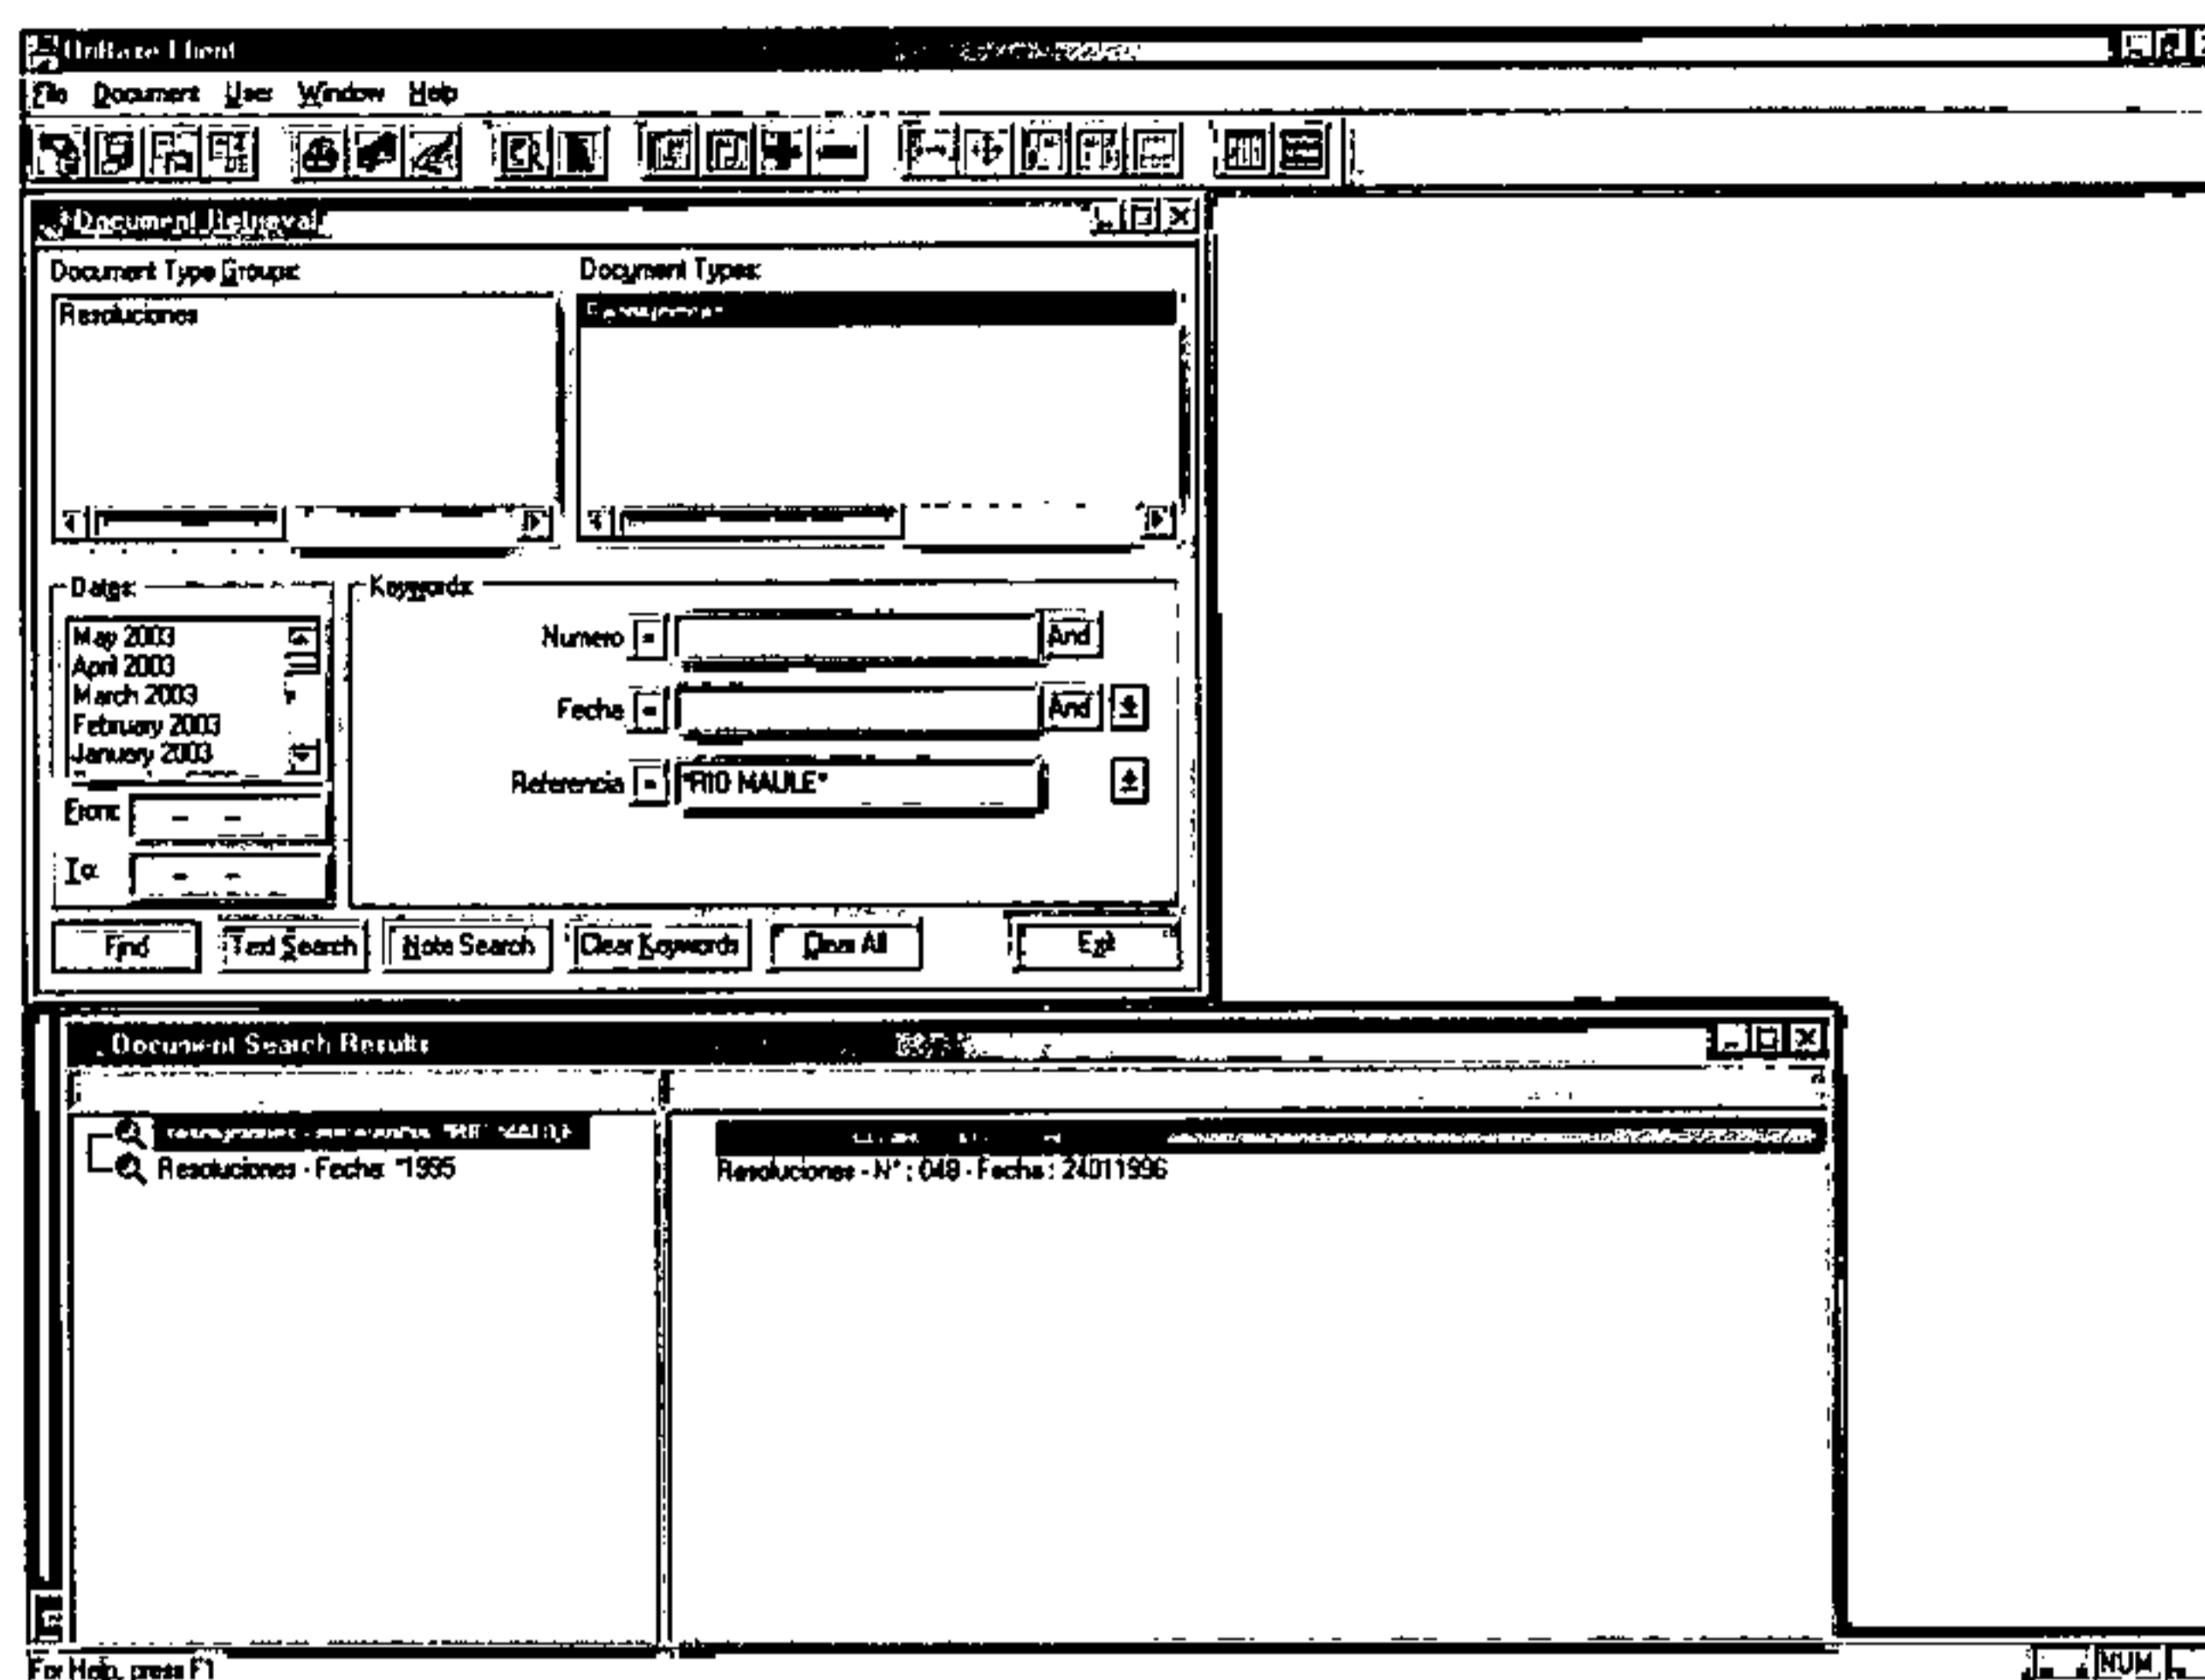 OnBase Client
File Document User Window Help
Document Retrieval
Document Type Groups:
Document Types:
Resoluciones
Dates:
Keywords:
May 2003
April 2003
March 2003
February 2003
January 2003
Numero = And
Fecha = And
Referencia = *RIO MAULE*
From: - -
To: - -
Find Text Search Note Search Clear Keywords Clear All Exit
Document Search Results
Resoluciones - Fecha: *1995
Resoluciones - N° : 048 - Fecha : 24011996
For Help, press F1
NUM